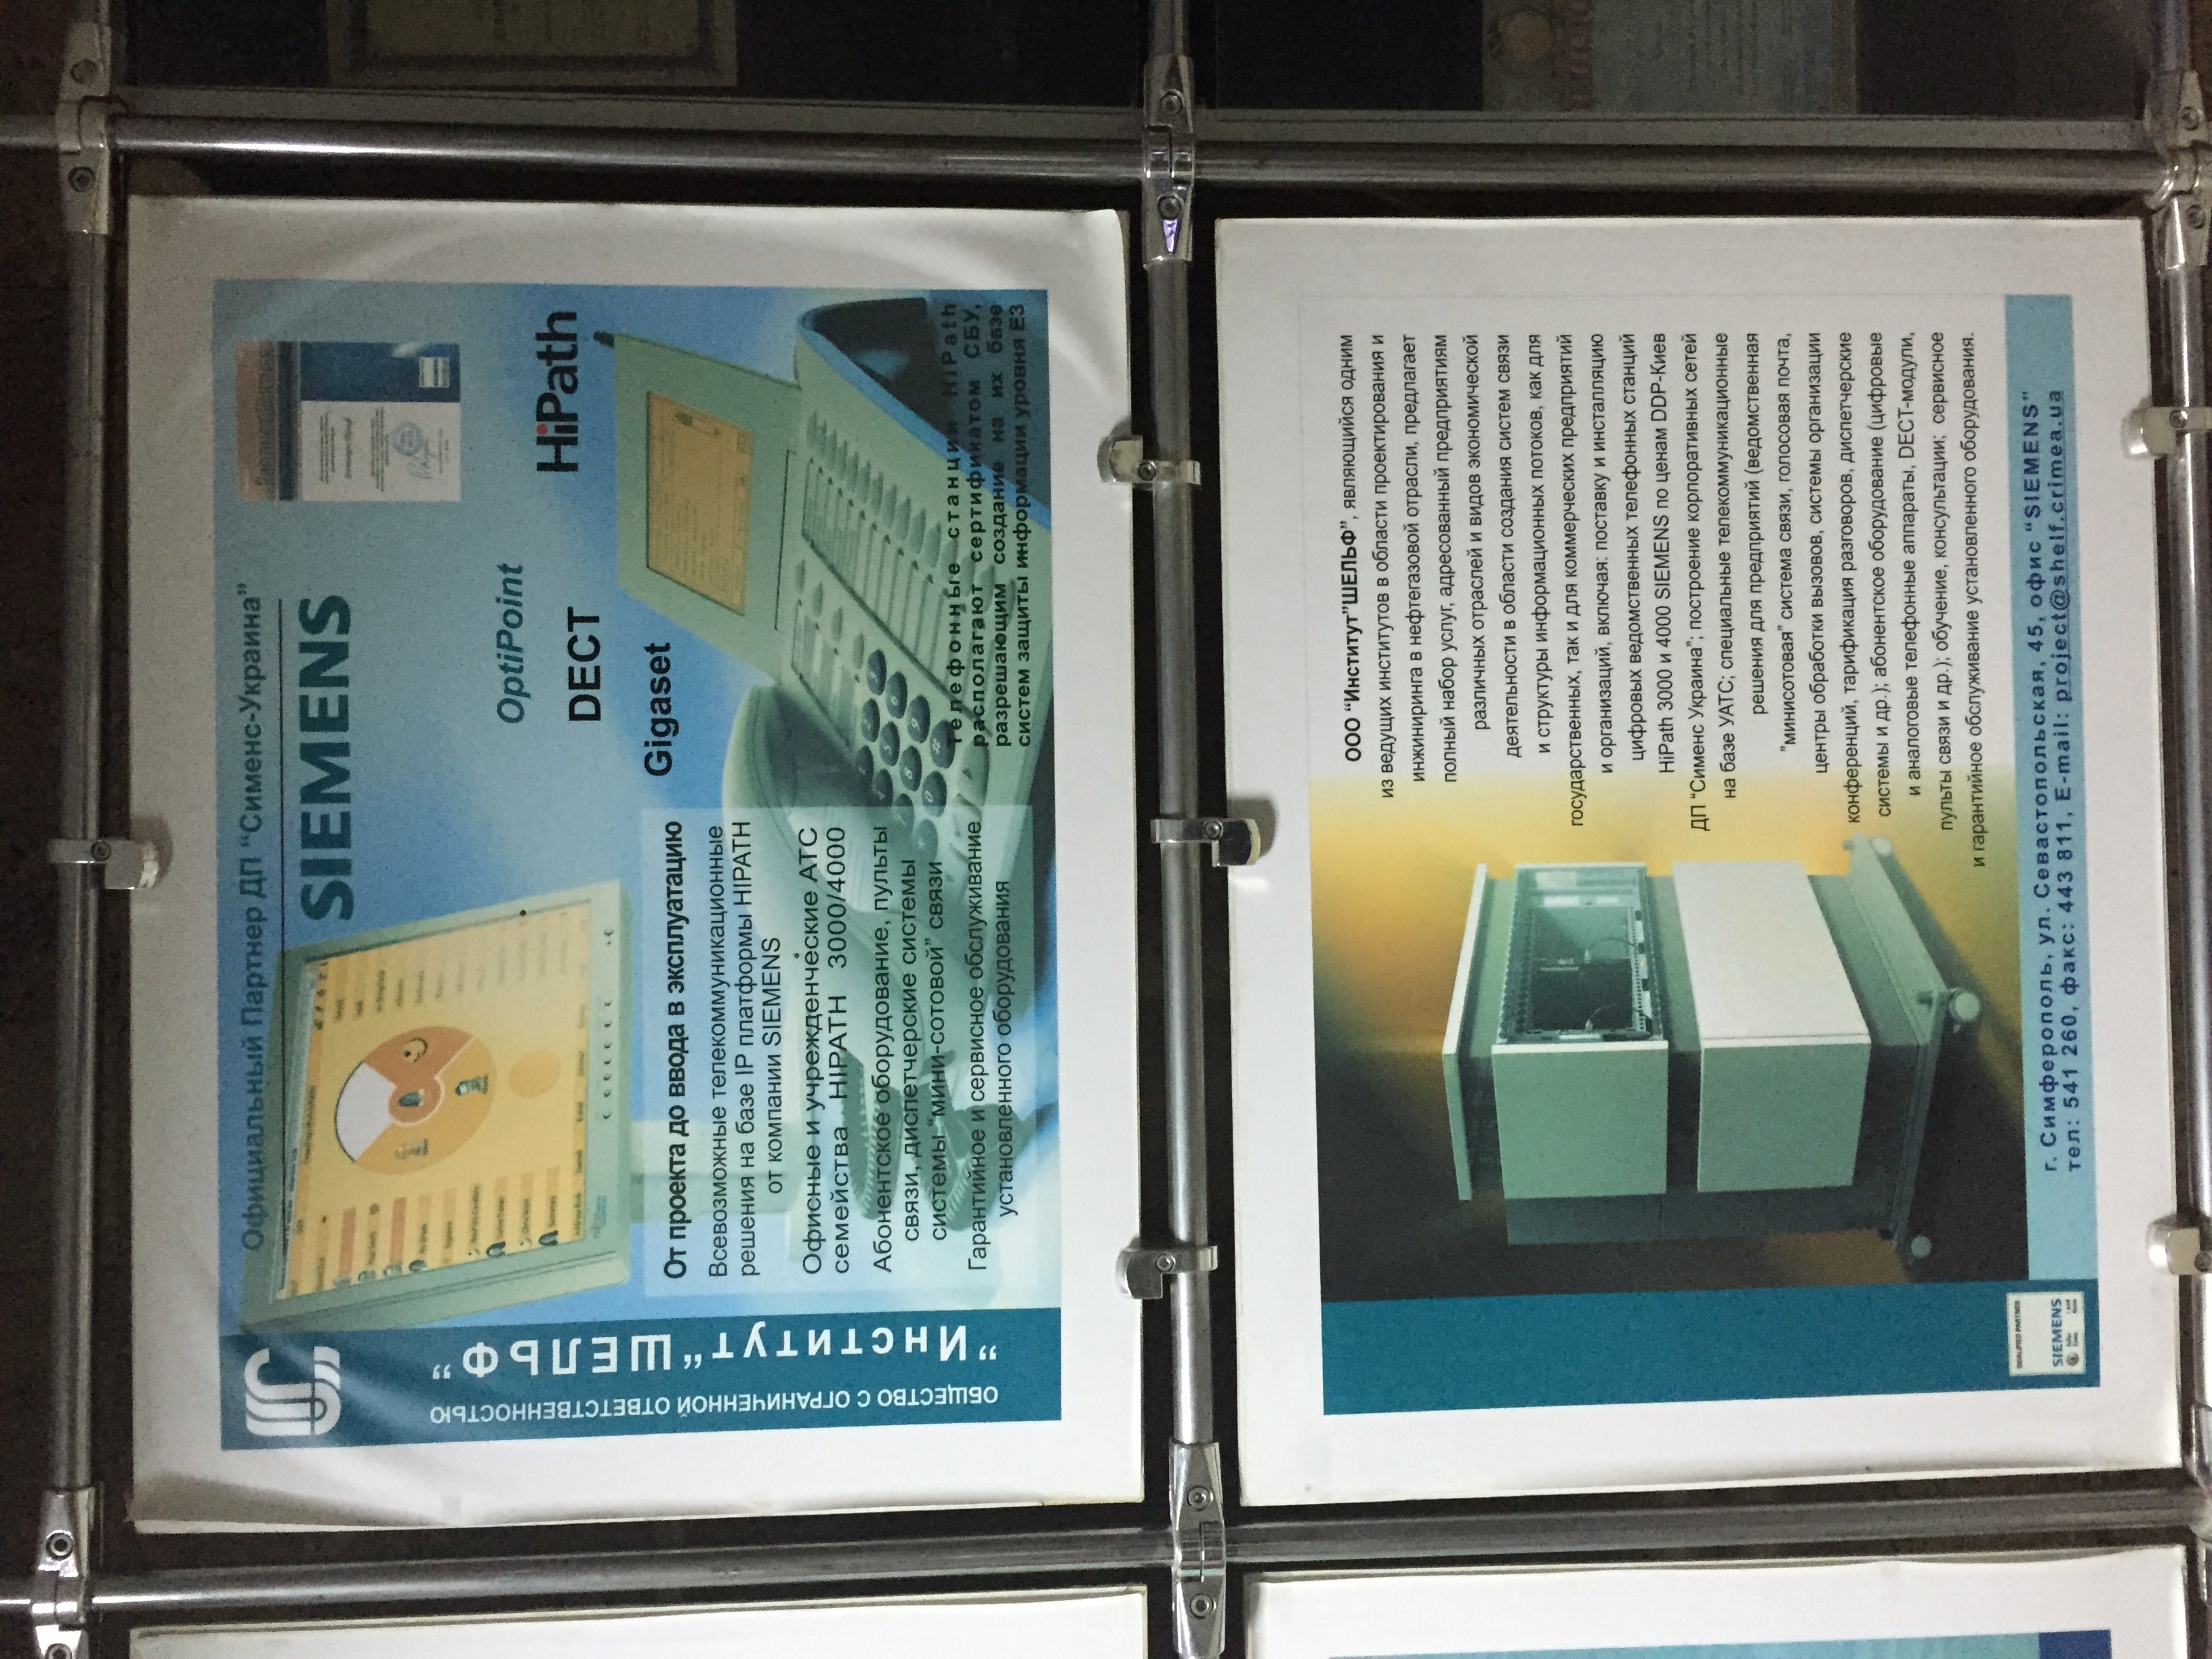 Официальный Партнер ДП “Сименс-Украина”
SIEMENS
ОБЩЕСТВО С ОГРАНИЧЕННОЙ ОТВЕТСТВЕННОСТЬЮ
”Институт“ШЕЛЬФ”
OptiPoint
HiPath
DECT
Gigaset
От проекта до ввода в эксплуатацию
Всевозможные телекоммуникационные
решения на базе IP платформы HIPATH
от компании SIEMENS
Офисные и учрежденческие АТС
семейства HIPATH 3000/4000
Абонентское оборудование, пульты
связи, диспетчерские системы
системы “мини-сотовой” связи
Гарантийное и сервисное обслуживание
установленного оборудования
Телефонные станции HiPath
располагают сертификатом СБУ,
разрешающим создание на их базе
систем защиты информации уровня Е3
ООО “Институт”ШЕЛЬФ”, являющийся одним
из ведущих институтов в области проектирования и
инжиниринга в нефтегазовой отрасли, предлагает
полный набор услуг, адресованный предприятиям
различных отраслей и видов экономической
деятельности в области создания систем связи
и структуры информационных потоков, как для
государственных, так и для коммерческих предприятий
и организаций, включая: поставку и инсталляцию
цифровых ведомственных телефонных станций
HiPath 3000 и 4000 SIEMENS по ценам DDP-Киев
ДП “Сименс Украина”; построение корпоративных сетей
на базе УАТС; специальные телекоммуникационные
решения для предприятий (ведомственная
”минисотовая” система связи, голосовая почта,
центры обработки вызовов, системы организации
конференций, тарификация разговоров, диспетчерские
системы и др.); абонентское оборудование (цифровые
и аналоговые телефонные аппараты, DECT-модули,
пульты связи и др.); обучение, консультации; сервисное
и гарантийное обслуживание установленного оборудования.
QUALIFIED PARTNER
SIEMENS
г. Симферополь, ул. Севастопольская, 45, офис “SIEMENS”
тел: 541 260, факс: 443 811, E-mail: project@shelf.crimea.ua